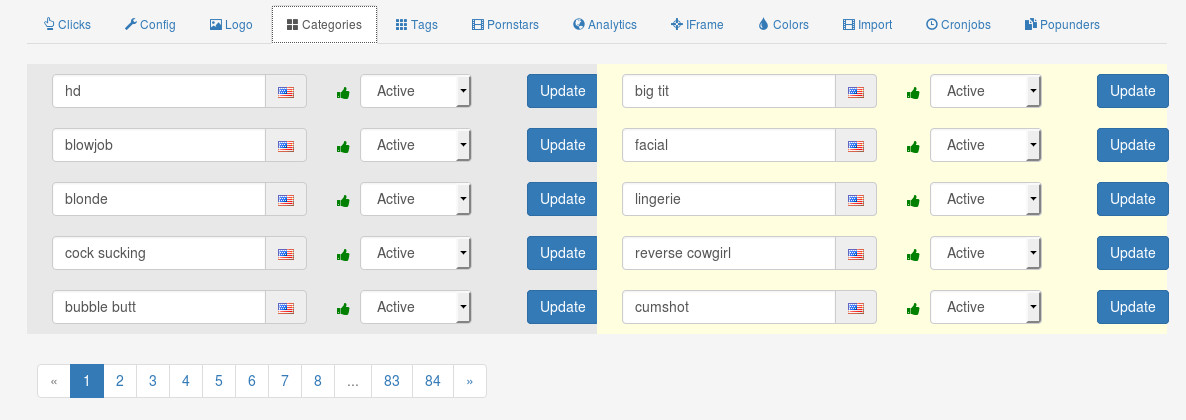 Clicks Config Logo Categories Tags Pornstars Analytics IFrame Colors Import Cronjobs Popunders
hd Active Update big tit Active Update
blowjob Active Update facial Active Update
blonde Active Update lingerie Active Update
cock sucking Active Update reverse cowgirl Active Update
bubble butt Active Update cumshot Active Update
« 1 2 3 4 5 6 7 8 ... 83 84 »